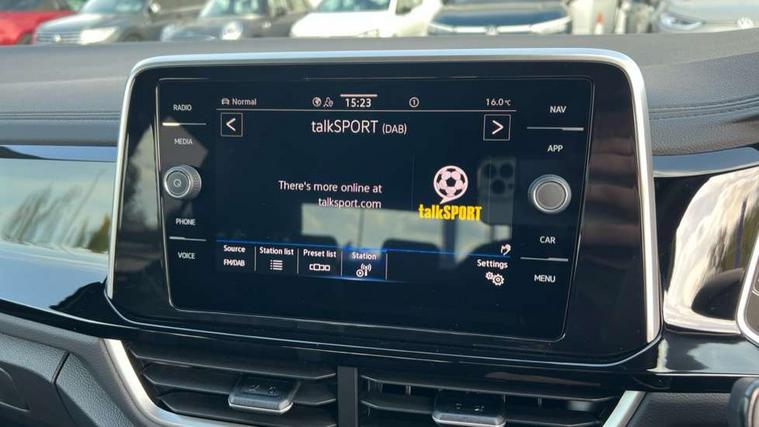 RADIO
MEDIA
PHONE
VOICE
Normal
15:23
1
16.0°C
talkSPORT (DAB)
There's more online at
talksport.com
talkSPORT
Source
FM/DAB
Station list
Preset list
Station
Settings
NAV
APP
CAR
MENU